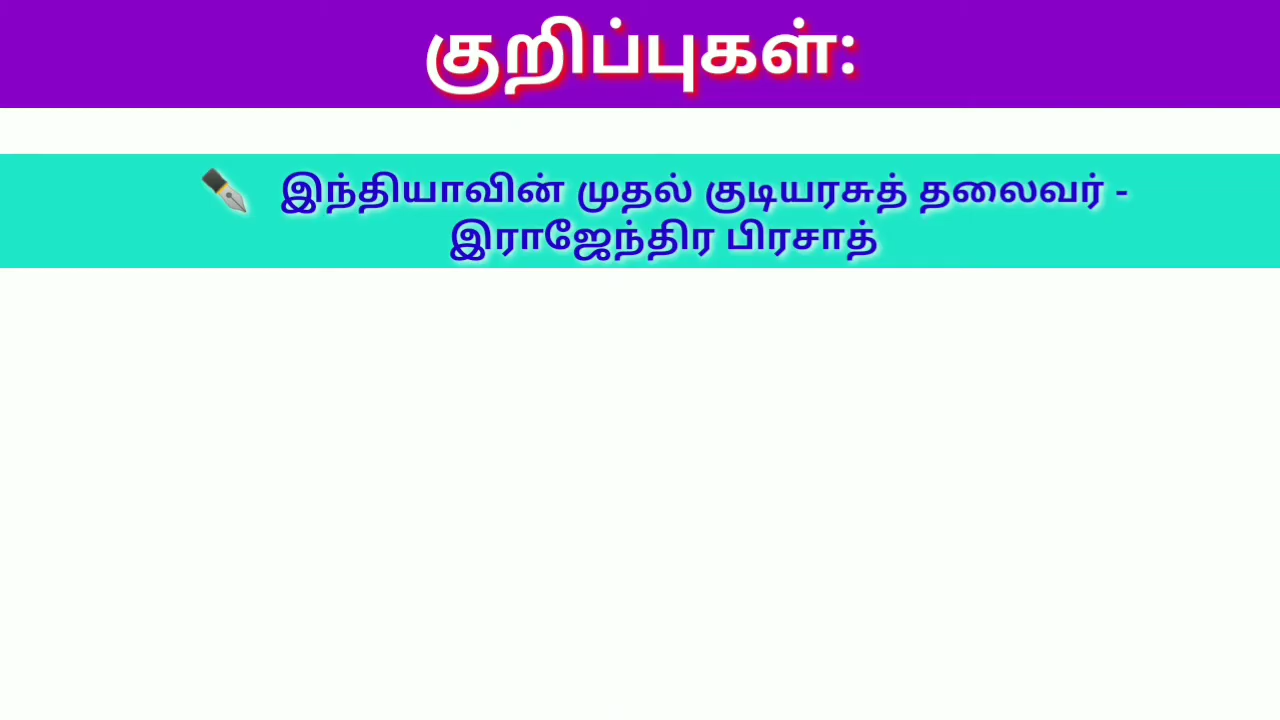 குறிப்புகள்:
✒ இந்தியாவின் முதல் குடியரசுத் தலைவர் -
இராஜேந்திர பிரசாத்